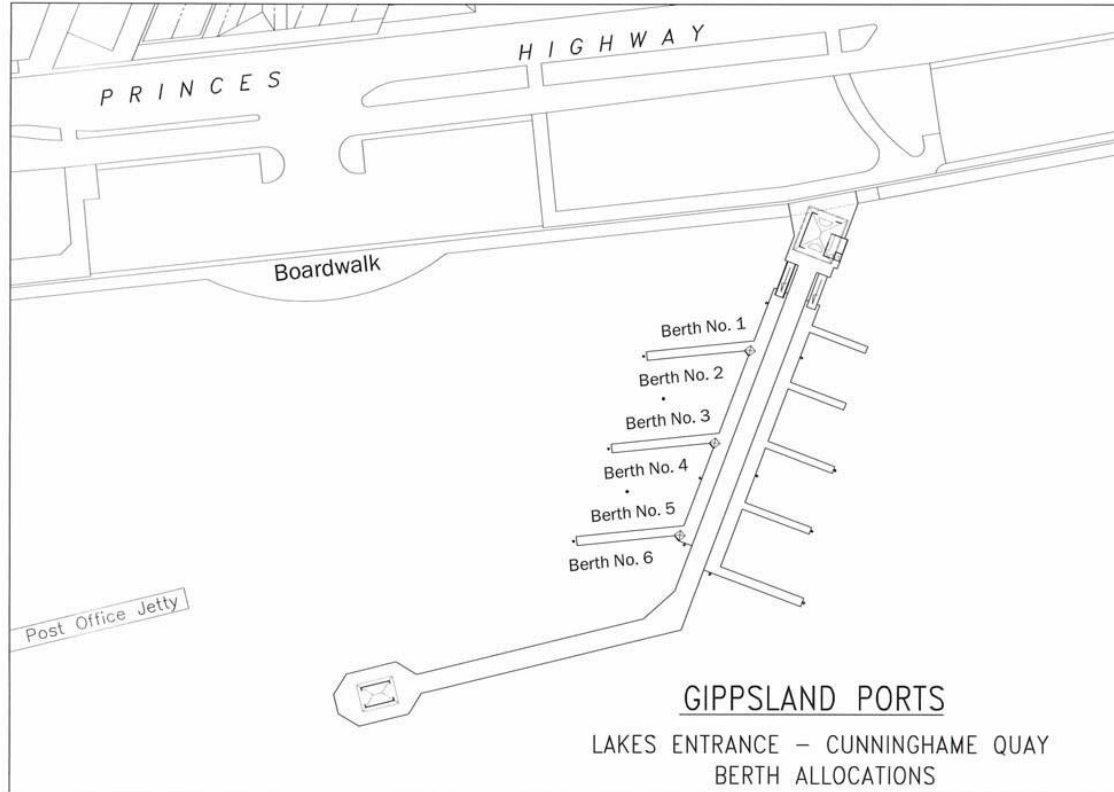 PRINCES HIGHWAY
Boardwalk
Berth No. 1
Berth No. 2
Berth No. 3
Berth No. 4
Berth No. 5
Berth No. 6
Post Office Jetty
GIPPSLAND PORTS
LAKES ENTRANCE – CUNNINGHAME QUAY
BERTH ALLOCATIONS